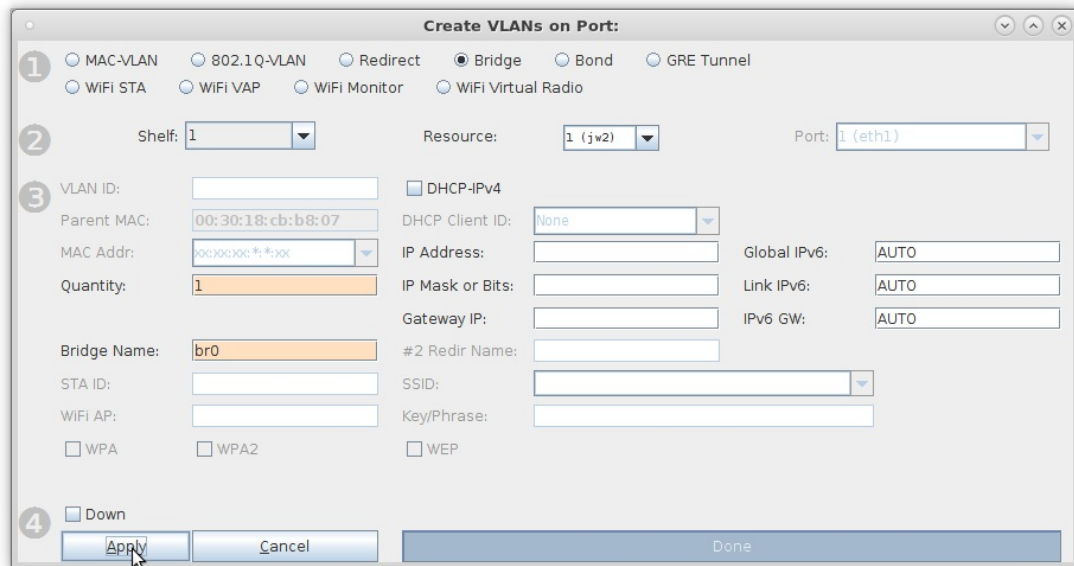 Create VLANs on Port:
1 MAC-VLAN 802.1Q-VLAN Redirect Bridge Bond GRE Tunnel
WiFi STA WiFi VAP WiFi Monitor WiFi Virtual Radio
2 Shelf: 1 Resource: 1 (jw2) Port: 1 (eth1)
3 VLAN ID: DHCP-IPv4
Parent MAC: 00:30:18:cb:b8:07 DHCP Client ID: None
MAC Addr: xx:xx:xx:*:*:xx IP Address: Global IPv6: AUTO
Quantity: 1 IP Mask or Bits: Link IPv6: AUTO
Gateway IP: IPv6 GW: AUTO
Bridge Name: br0 #2 Redir Name:
STA ID: SSID:
WiFi AP: Key/Phrase:
WPA WPA2 WEP
4 Down
Apply Cancel Done